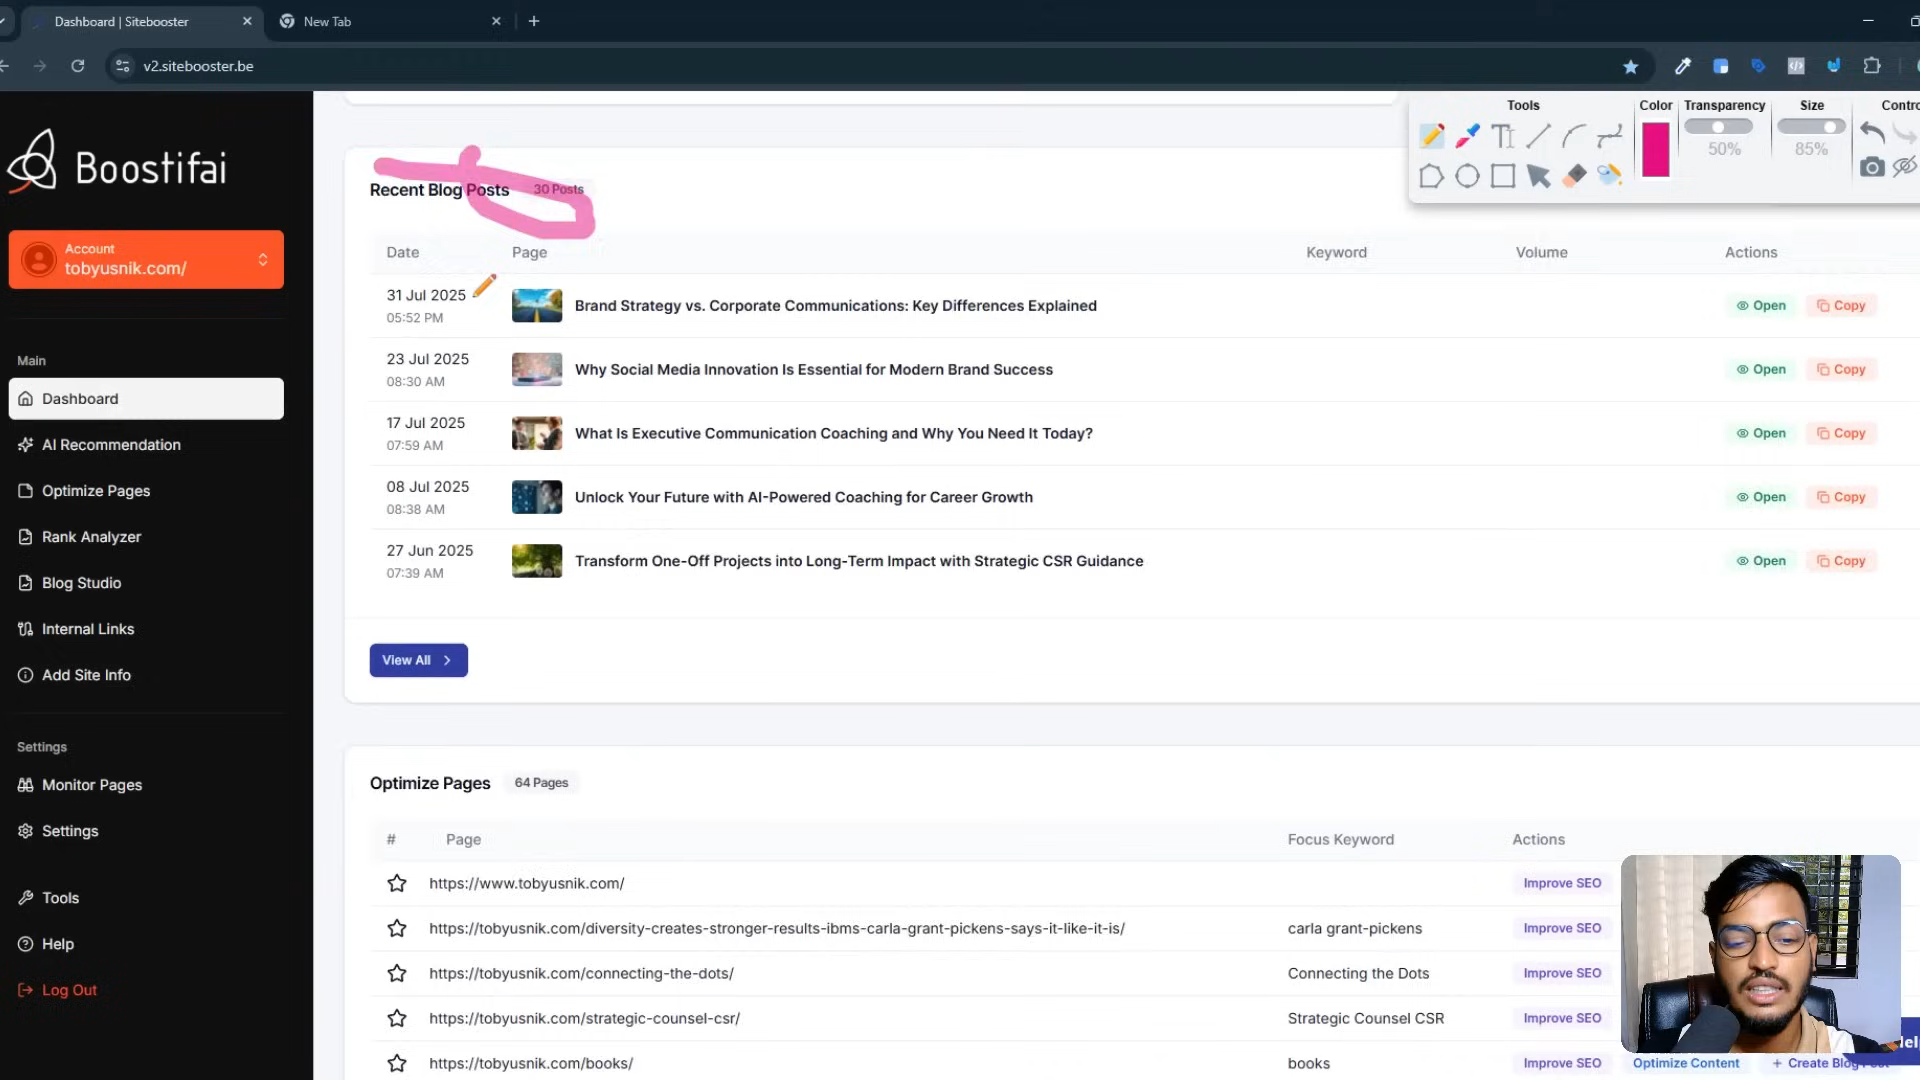 Dashboard | Sitebooster
New Tab
v2.sitebooster.be
Tools
Color
Transparency
Size
50%
85%
Boostifai
Account
tobyusnik.com/
Main
Dashboard
AI Recommendation
Optimize Pages
Rank Analyzer
Blog Studio
Internal Links
Add Site Info
Settings
Monitor Pages
Settings
Tools
Help
Log Out
Recent Blog Posts 30 Posts
Date Page Keyword Volume Actions
31 Jul 2025
05:52 PM
Brand Strategy vs. Corporate Communications: Key Differences Explained
Open Copy
23 Jul 2025
08:30 AM
Why Social Media Innovation Is Essential for Modern Brand Success
Open Copy
17 Jul 2025
07:59 AM
What Is Executive Communication Coaching and Why You Need It Today?
Open Copy
08 Jul 2025
08:38 AM
Unlock Your Future with AI-Powered Coaching for Career Growth
Open Copy
27 Jun 2025
07:39 AM
Transform One-Off Projects into Long-Term Impact with Strategic CSR Guidance
Open Copy
View All
Optimize Pages 64 Pages
# Page Focus Keyword Actions
https://www.tobyusnik.com/ Improve SEO
https://tobyusnik.com/diversity-creates-stronger-results-ibms-carla-grant-pickens-says-it-like-it-is/ carla grant-pickens Improve SEO
https://tobyusnik.com/connecting-the-dots/ Connecting the Dots Improve SEO
https://tobyusnik.com/strategic-counsel-csr/ Strategic Counsel CSR Improve SEO
https://tobyusnik.com/books/ books Improve SEO Optimize Content + Create Blog